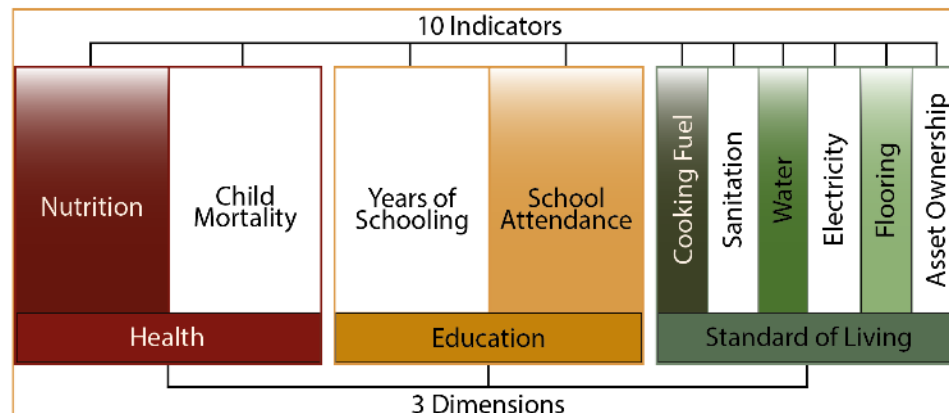 10 Indicators
Nutrition
Child
Mortality
Years of
Schooling
School
Attendance
Cooking Fuel
Sanitation
Water
Electricity
Flooring
Asset Ownership
Health
Education
Standard of Living
3 Dimensions